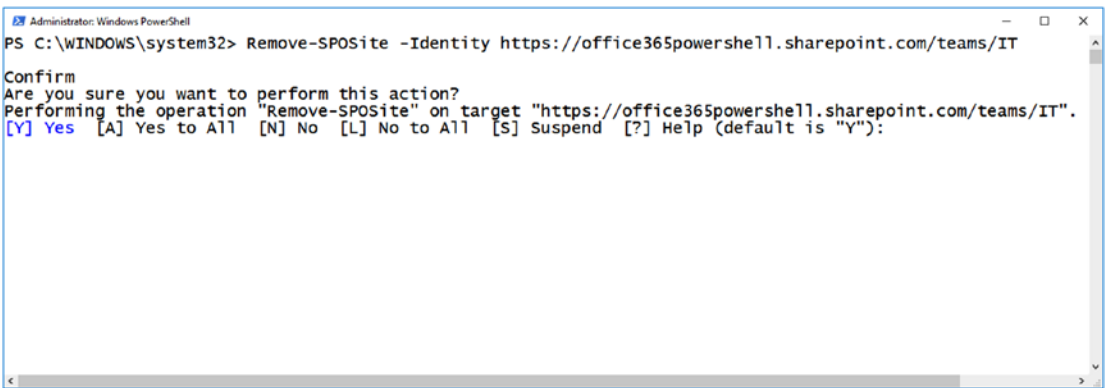 Administrator: Windows PowerShell
PS C:\WINDOWS\system32> Remove-SPOSite -Identity https://office365powershell.sharepoint.com/teams/IT
Confirm
Are you sure you want to perform this action?
Performing the operation "Remove-SPOSite" on target "https://office365powershell.sharepoint.com/teams/IT".
[Y] Yes  [A] Yes to All  [N] No  [L] No to All  [S] Suspend  [?] Help (default is "Y"):